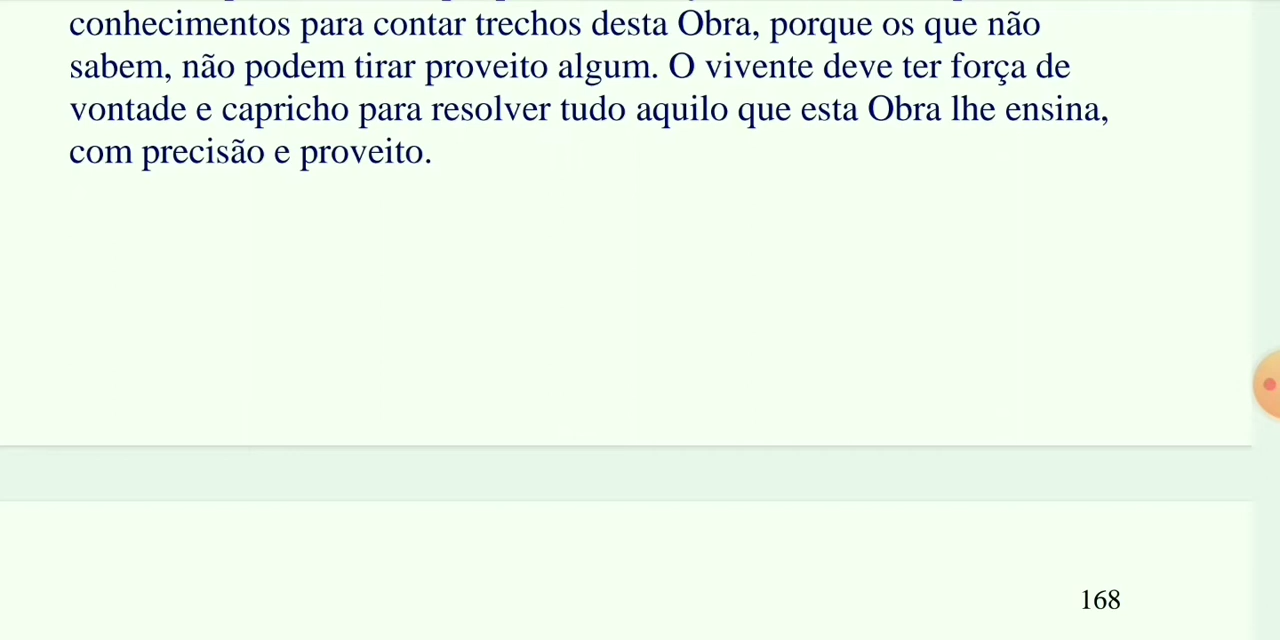 conhecimentos para contar trechos desta Obra, porque os que não
sabem, não podem tirar proveito algum. O vivente deve ter força de
vontade e capricho para resolver tudo aquilo que esta Obra lhe ensina,
com precisão e proveito.
168